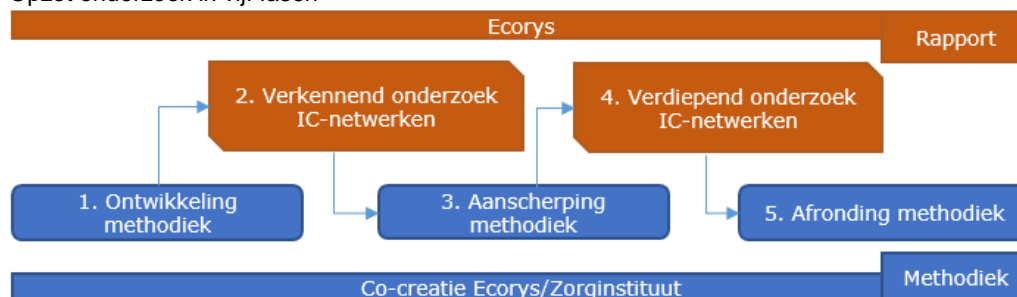 Ecorys
Rapport
2. Verkennend onderzoek
IC-netwerken
4. Verdiepend onderzoek
IC-netwerken
1. Ontwikkeling
methodiek
3. Aanscherping
methodiek
5. Afronding methodiek
Methodiek
Co-creatie Ecorys/Zorginstituut